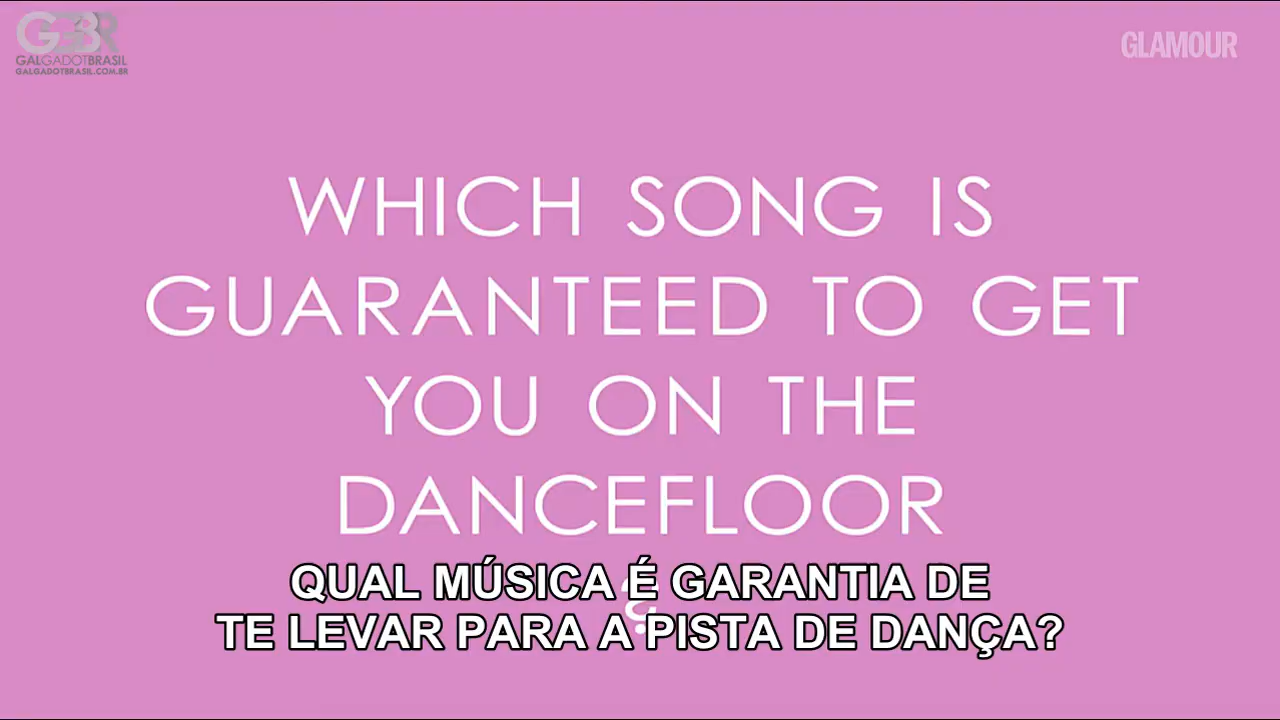 GBR
GALGADOTBRASIL
GALGADOTBRASIL.COM.BR
GLAMOUR
WHICH SONG IS
GUARANTEED TO GET
YOU ON THE
DANCEFLOOR
?
QUAL MÚSICA É GARANTIA DE
TE LEVAR PARA A PISTA DE DANÇA?